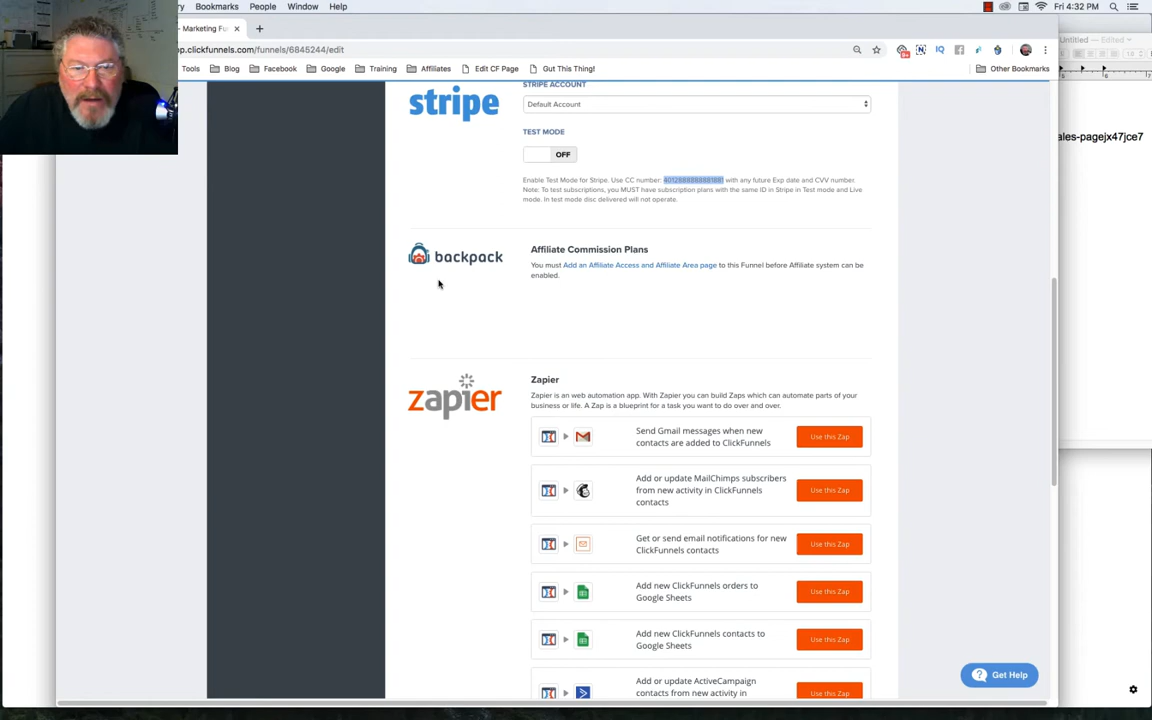 Bookmarks People Window Help
Fri 4:32 PM
Marketing Fu
Untitled — Edited
p.clickfunnels.com/funnels/6845244/edit
Tools Blog Facebook Google Training Affiliates Edit CF Page Gut This Thing! Other Bookmarks
ales-pagejx47jce7
stripe
STRIPE ACCOUNT
Default Account
TEST MODE
OFF
Enable Test Mode for Stripe. Use CC number: 4012888888881881 with any future Exp date and CVV number.
Note: To test subscriptions, you MUST have subscription plans with the same ID in Stripe in Test mode and Live
mode. In test mode disc delivered will not operate.
backpack
Affiliate Commission Plans
You must Add an Affiliate Access and Affiliate Area page to this Funnel before Affiliate system can be
enabled.
zapier
Zapier
Zapier is an web automation app. With Zapier you can build Zaps which can automate parts of your
business or life. A Zap is a blueprint for a task you want to do over and over.
Send Gmail messages when new
contacts are added to ClickFunnels
Use this Zap
Add or update MailChimps subscribers
from new activity in ClickFunnels
contacts
Use this Zap
Get or send email notifications for new
ClickFunnels contacts
Use this Zap
Add new ClickFunnels orders to
Google Sheets
Use this Zap
Add new ClickFunnels contacts to
Google Sheets
Use this Zap
Add or update ActiveCampaign
contacts from new activity in
Use this Zap
Get Help